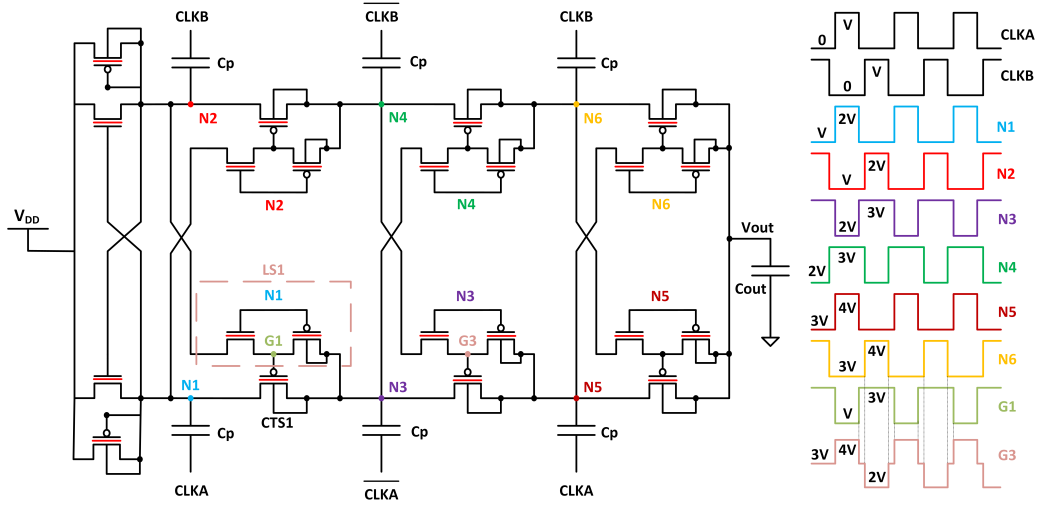 CLKB
CLKB
CLKB
Cp
Cp
Cp
N2
N4
N6
N2
N4
N6
VDD
LS1
N1
N3
N5
G1
G3
N1
N3
N5
CTS1
Cp
Cp
Cp
CLKA
CLKA
CLKA
Vout
Cout
0
V
CLKA
0
V
CLKB
V
2V
N1
V
2V
N2
2V
3V
N3
2V
3V
N4
3V
4V
N5
3V
4V
N6
V
3V
G1
3V
4V
2V
G3